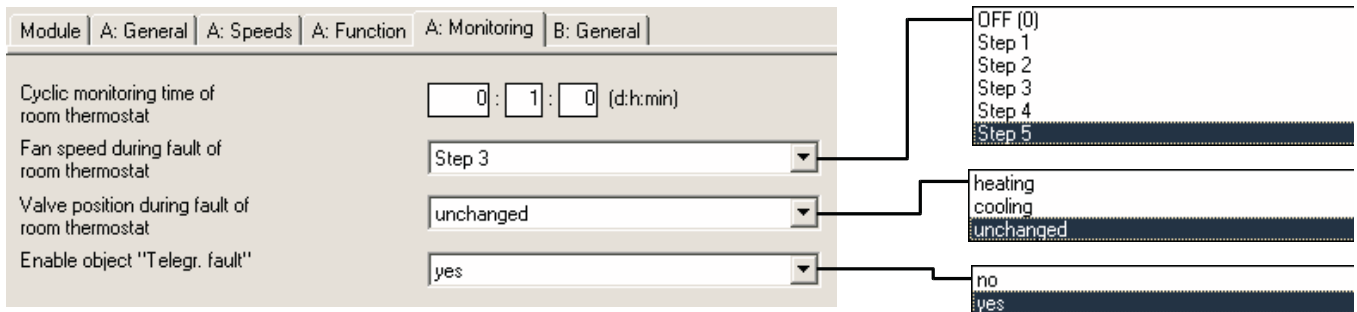 Module A: General A: Speeds A: Function A: Monitoring B: General
Cyclic monitoring time of
room thermostat
0 : 1 : 0 (d:h:min)
Fan speed during fault of
room thermostat
Step 3
Valve position during fault of
room thermostat
unchanged
Enable object "Telegr. fault"
yes
OFF (0)
Step 1
Step 2
Step 3
Step 4
Step 5
heating
cooling
unchanged
no
yes